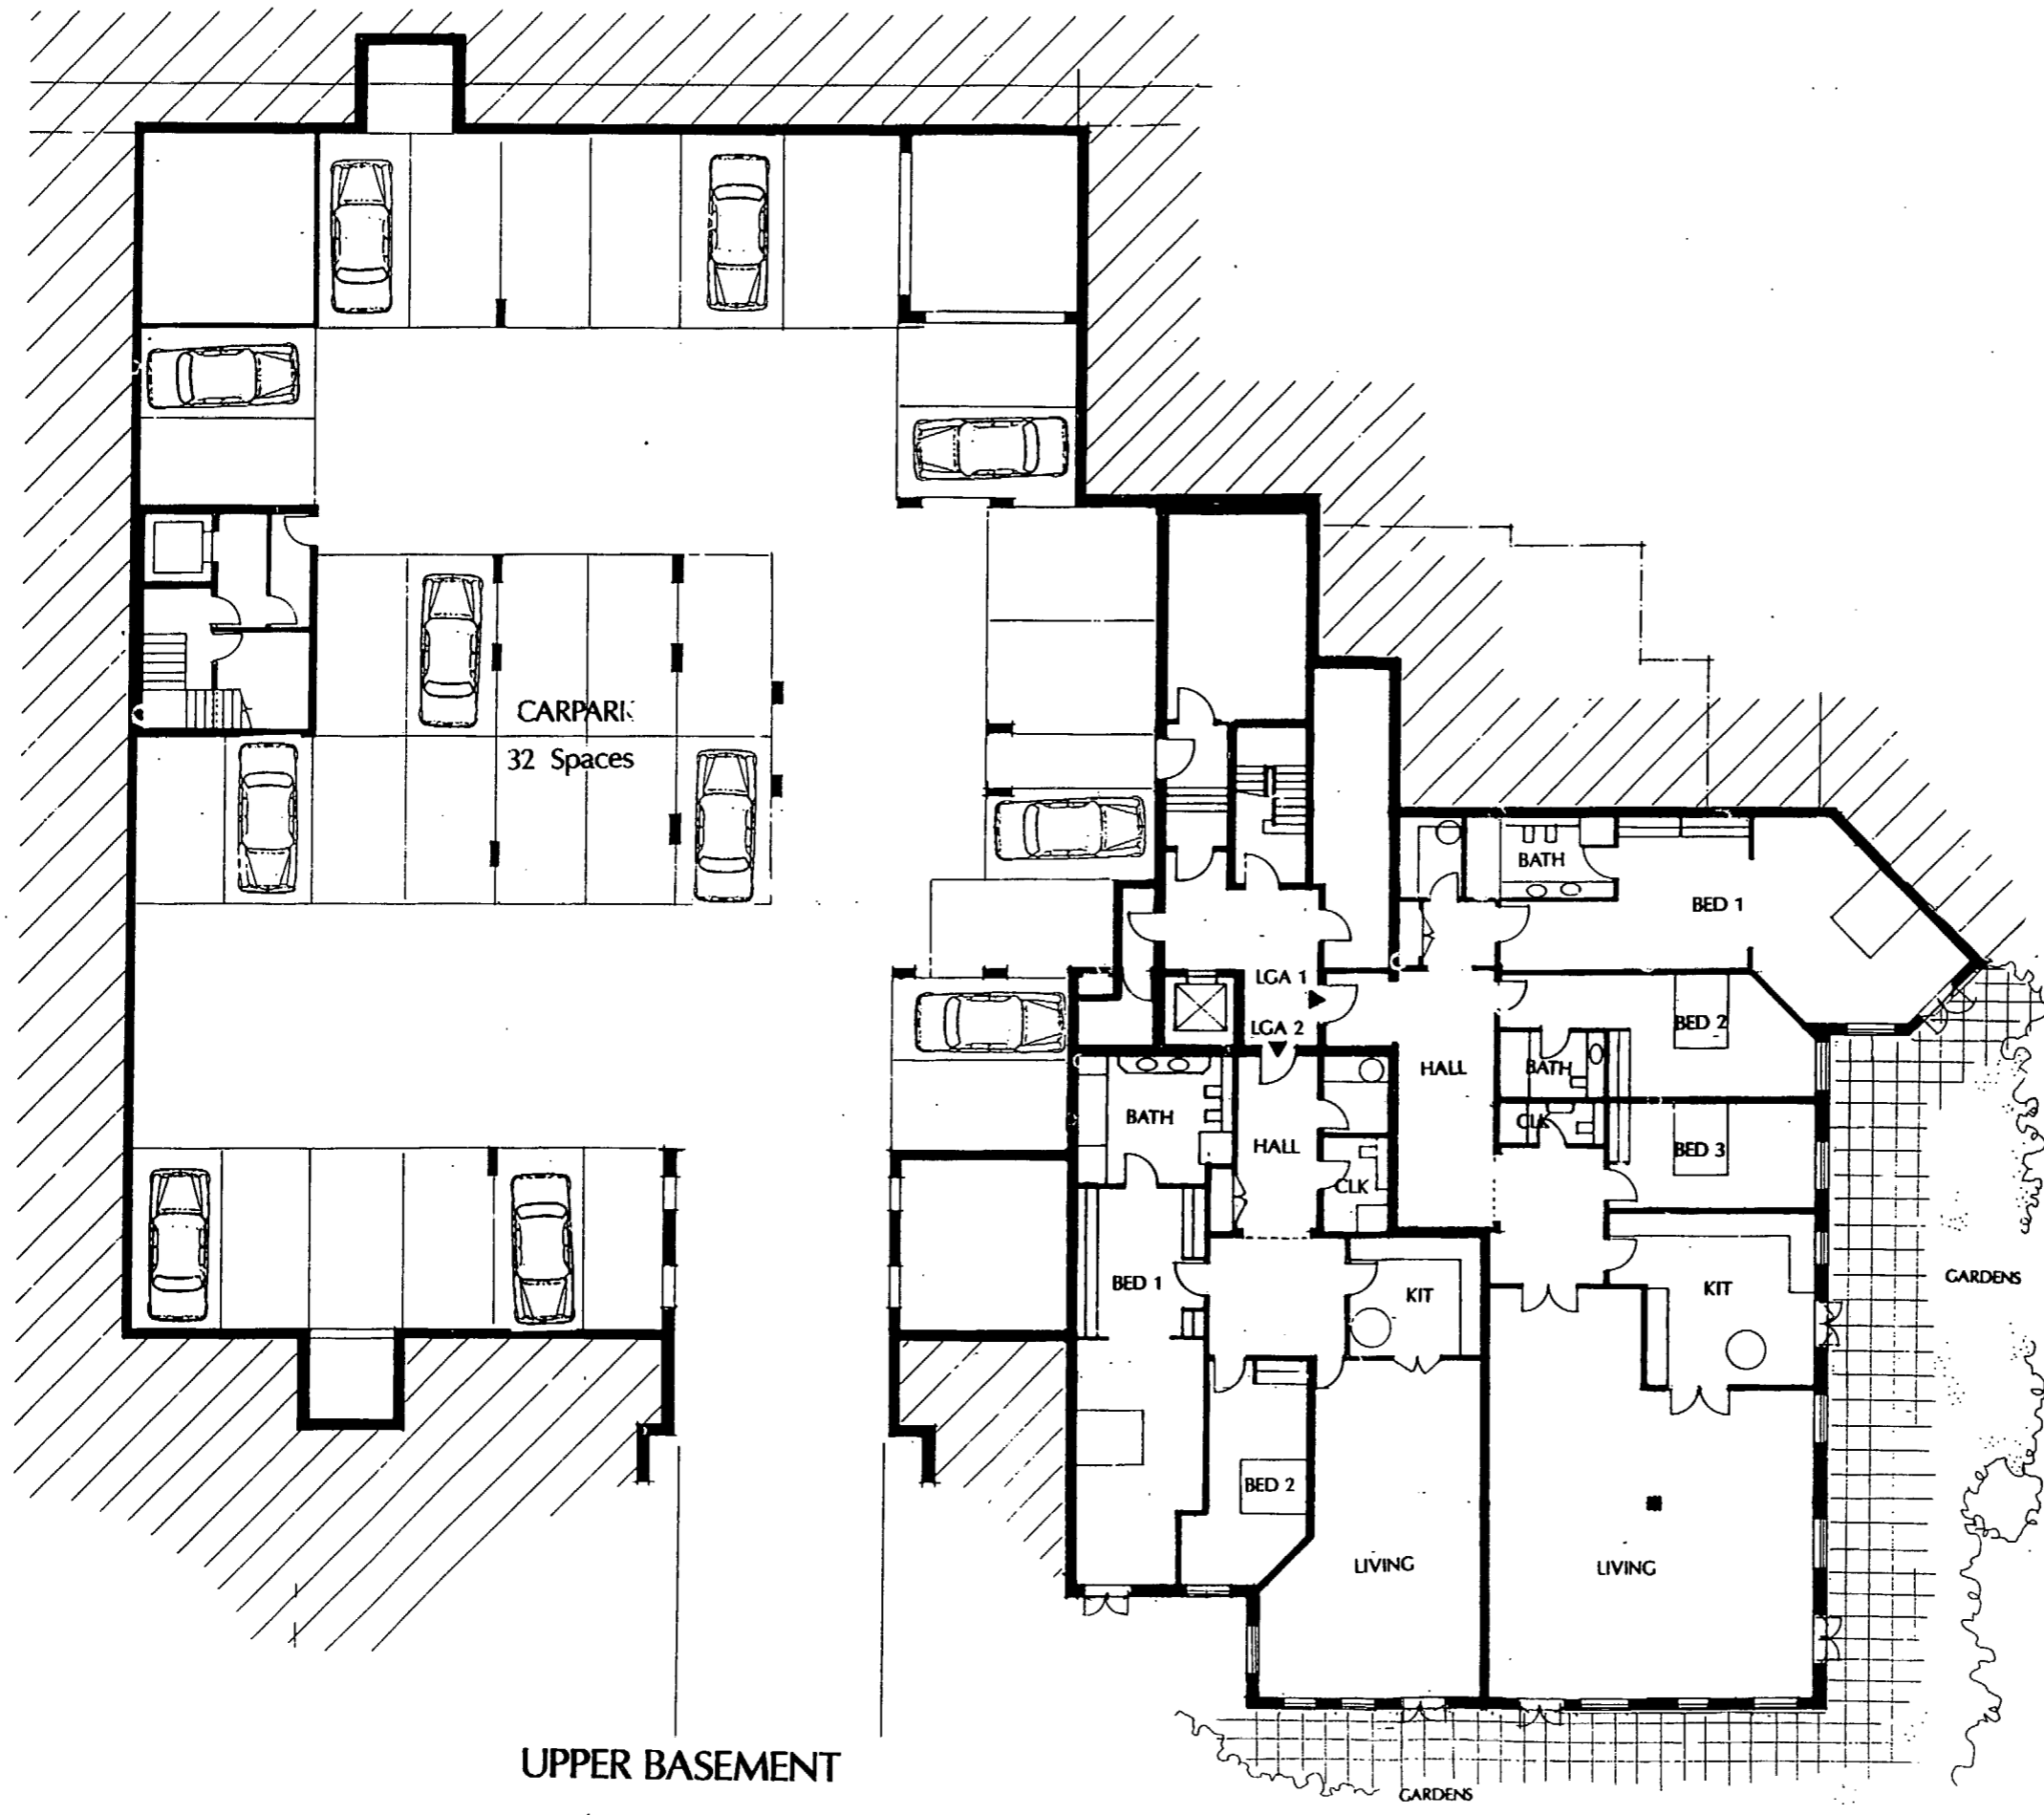 CARPARK
32 Spaces
BATH
BED 1
LGA 1
LGA 2
BED 2
HALL
BATH
BATH
CLK
HALL
BED 3
CLK
BED 1
KIT
KIT
GARDENS
BED 2
LIVING
LIVING
UPPER BASEMENT
GARDENS